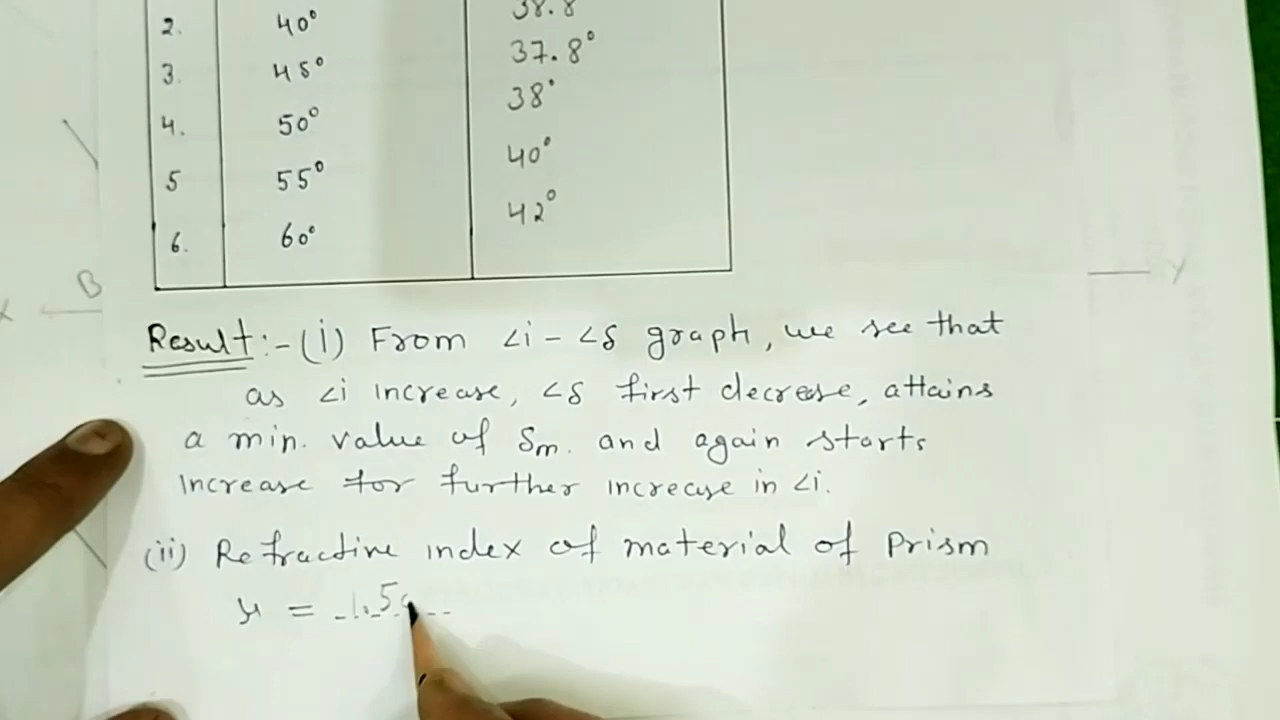 2. 40° 38.8
3. 45° 37.8°
4. 50° 38°
5 55° 40°
6. 60° 42°
B
Y
Result:- (i) From ∠i - ∠δ graph, we see that
as ∠i increase, ∠δ first decrease, attains
a min. value of δm. and again starts
increase for further increase in ∠i.
(ii) Refractive index of material of Prism
μ = 1.5